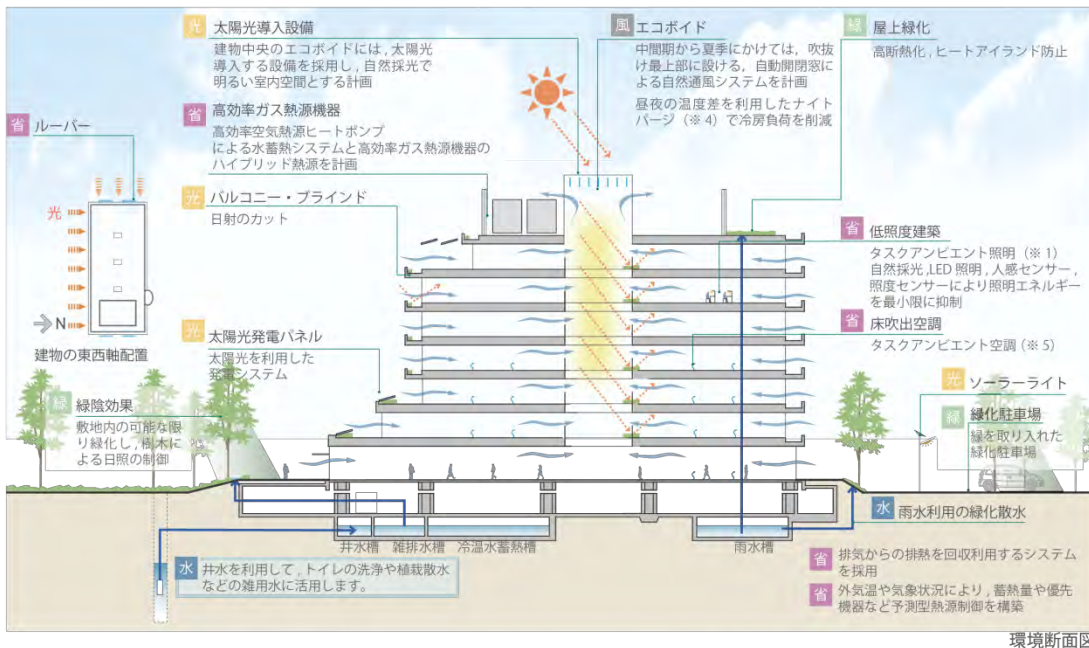 光 太陽光導入設備
建物中央のエコボイドには，太陽光
導入する設備を採用し，自然採光で
明るい室内空間とする計画
省 高効率ガス熱源機器
高効率空気熱源ヒートポンプ
による水蓄熱システムと高効率ガス熱源機器の
ハイブリッド熱源を計画
光 バルコニー・ブラインド
日射のカット
光 太陽光発電パネル
太陽光を利用した
発電システム
省 ルーバー
光
N
建物の東西軸配置
緑 緑陰効果
敷地内の可能な限
り緑化し，樹木に
よる日照の制御
風 エコボイド
中間期から夏季にかけては，吹抜
け最上部に設ける，自動開閉窓に
よる自然通風システムを計画
昼夜の温度差を利用したナイト
パージ（※4）で冷房負荷を削減
緑 屋上緑化
高断熱化，ヒートアイランド防止
省 低照度建築
タスクアンビエント照明（※1）
自然採光，LED照明，人感センサー，
照度センサーにより照明エネルギー
を最小限に抑制
省 床吹出空調
タスクアンビエント空調（※5）
光 ソーラーライト
緑 緑化駐車場
緑を取り入れた
緑化駐車場
水 雨水利用の緑化散水
井水槽 雑排水槽 冷温水蓄熱槽 雨水槽
水 井水を利用して，トイレの洗浄や植栽散水
などの雑用水に活用します。
省 排気からの排熱を回収利用するシステム
を採用
省 外気温や気象状況により，蓄熱量や優先
機器など予測型熱源制御を構築
環境断面図